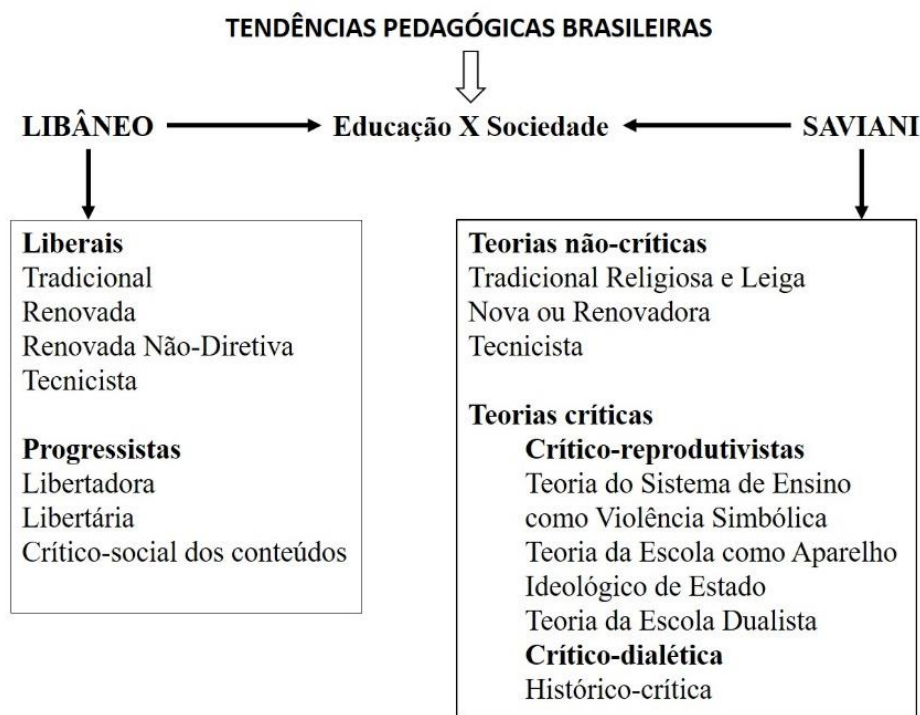 TENDÊNCIAS PEDAGÓGICAS BRASILEIRAS
LIBÂNEO
Educação X Sociedade
SAVIANI
Liberais
Tradicional
Renovada
Renovada Não-Diretiva
Tecnicista
Progressistas
Libertadora
Libertária
Crítico-social dos conteúdos
Teorias não-críticas
Tradicional Religiosa e Leiga
Nova ou Renovadora
Tecnicista
Teorias críticas
Crítico-reprodutivistas
Teoria do Sistema de Ensino
como Violência Simbólica
Teoria da Escola como Aparelho
Ideológico de Estado
Teoria da Escola Dualista
Crítico-dialética
Histórico-crítica